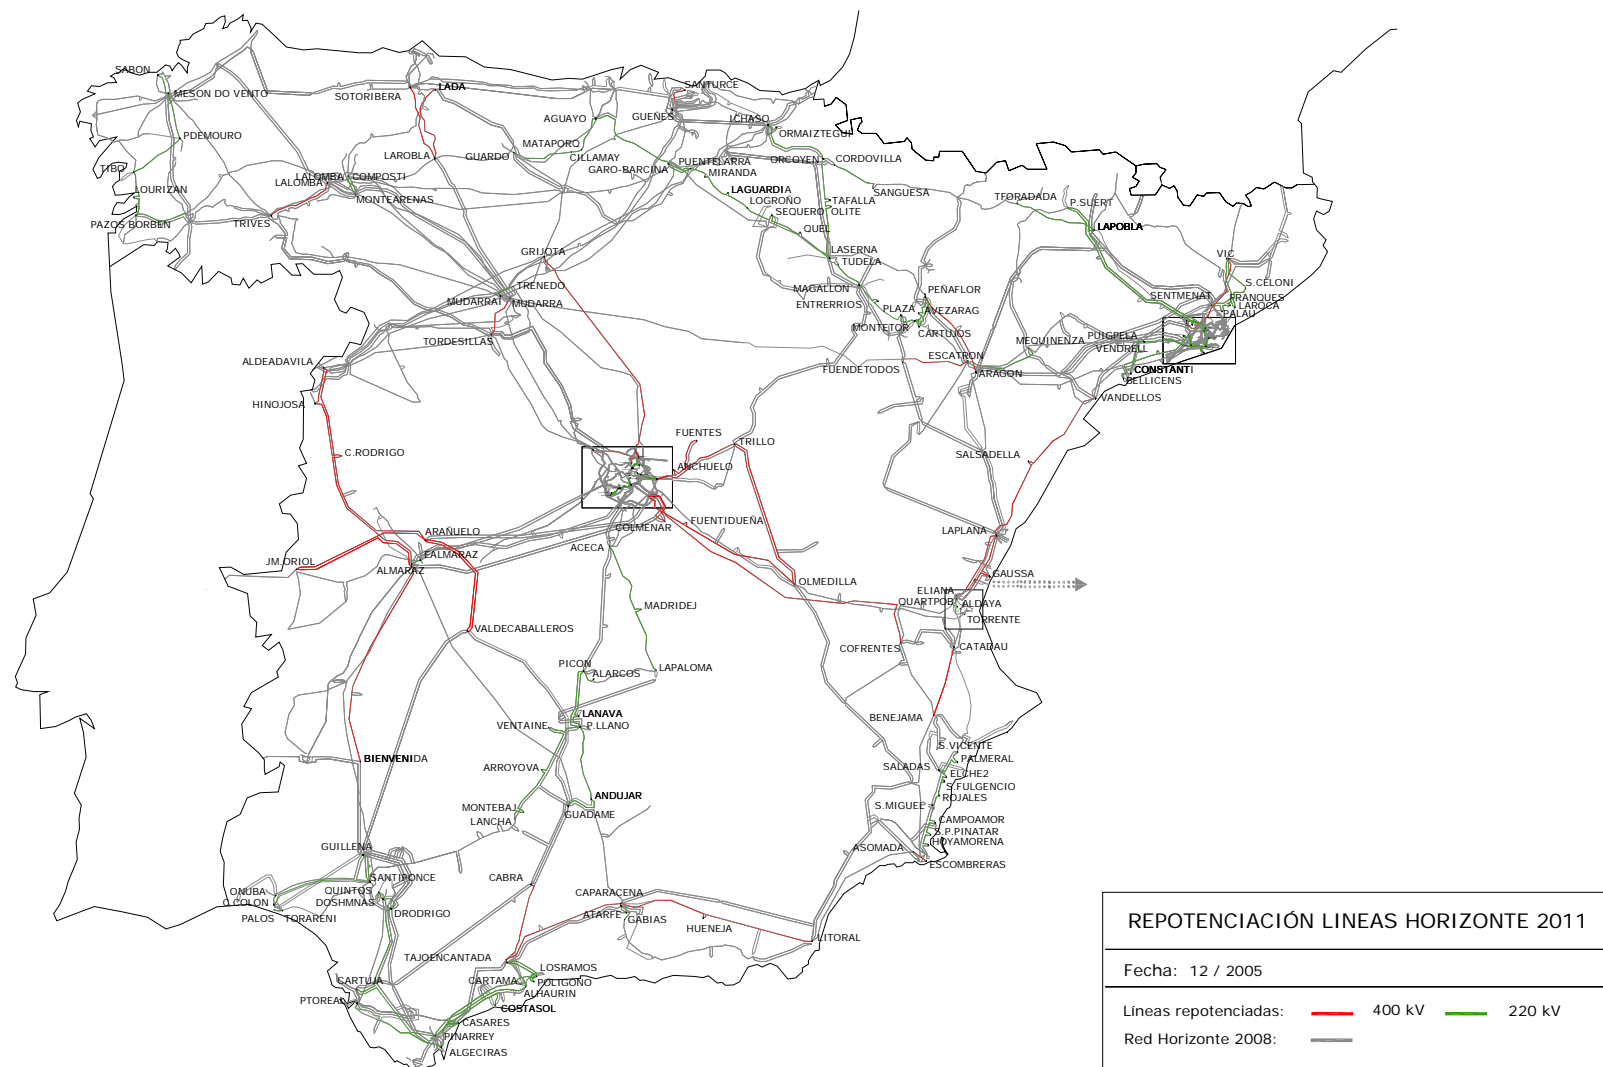 SABON
MESON DO VENTO
SOTORIBERA
LADA
SANTURCE
AGUAYO
GUEÑES
ICHASO
ORMAIZTEGUI
PDEMOURO
MATAPORQ
LAROBLA
GUARDO
CILLAMAY
GARO-BARCINA
PUENTELARRA
MIRANDA
ORCOYEN
CORDOVILLA
TIBO
LALOMBA
COMPOSTI
LALOMBA
MONTEARENAS
LOURIZAN
LAGUARDIA
LOGROÑO
SEQUERO
TAFALLA
OLITE
SANGUESA
TFORADADA
P.SUERT
LAPOBLA
PAZOS BORBEN
TRIVES
QUEL
GRIJOTA
LASERNA
TUDELA
VIC
TRENEDO
MUDARRAT
MUDARRA
MAGALLON
ENTRERRIOS
PEÑAFLOR
PLAZA
AVEZARAG
S.CELONI
SENTMENAT
FRANQUES
LAROCA
PALAU
TORDESILLAS
MONTETOR
CARTUJOS
MEQUINENZA
PUIGPELA
VENDRELL
ALDEADAVILA
FUENDETODOS
ESCATRON
ARAGON
CONSTANTI
BELLICENS
HINOJOSA
VANDELLOS
FUENTES
TRILLO
C.RODRIGO
ANCHUELO
SALSADELLA
ARAÑUELO
COLMENAR
FUENTIDUEÑA
LAPLANA
ACECA
EALMARAZ
JM.ORIOL
ALMARAZ
OLMEDILLA
GAUSSA
ELIANA
QUARTPOB
ALDAYA
MADRIDEJ
TORRENTE
VALDECABALLEROS
COFRENTES
CATADAU
PICON
ALARCOS
LAPALOMA
LANAVA
VENTAINE
P.LLANO
BENEJAMA
S.VICENTE
PALMERAL
BIENVENIDA
ARROYOVA
SALADAS
ELCHE2
S.FULGENCIO
ROJALES
ANDUJAR
MONTEBAJ
GUADAME
S.MIGUEL
LANCHA
CAMPOAMOR
S.P.PINATAR
HOYAMORENA
GUILLENA
ASOMADA
ESCOMBRERAS
SANTIPONCE
CABRA
ONUBA
QUINTOS
C.COLON
DOSHMNAS
CAPARACENA
PALOS
TORARENI
DRODRIGO
ATARFE
GABIAS
HUENEJA
LITORAL
TAJOENCANTADA
CARTUJA
CARTAMA
LOSRAMOS
POLIGONO
ALHAURIN
PTOREAL
COSTASOL
CASARES
PINARREY
ALGECIRAS
REPOTENCIACIÓN LINEAS HORIZONTE 2011
Fecha: 12 / 2005
Líneas repotenciadas: 400 kV 220 kV
Red Horizonte 2008: